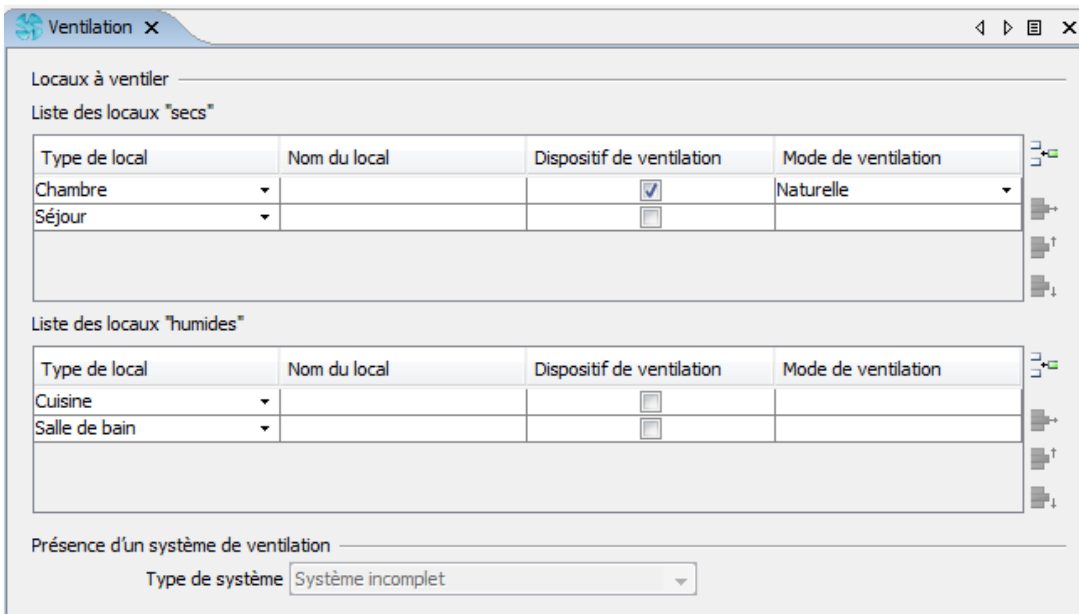 Ventilation
Locaux à ventiler
Liste des locaux "secs"
Type de local Nom du local Dispositif de ventilation Mode de ventilation
Chambre Naturelle
Séjour
Liste des locaux "humides"
Type de local Nom du local Dispositif de ventilation Mode de ventilation
Cuisine
Salle de bain
Présence d'un système de ventilation
Type de système Système incomplet